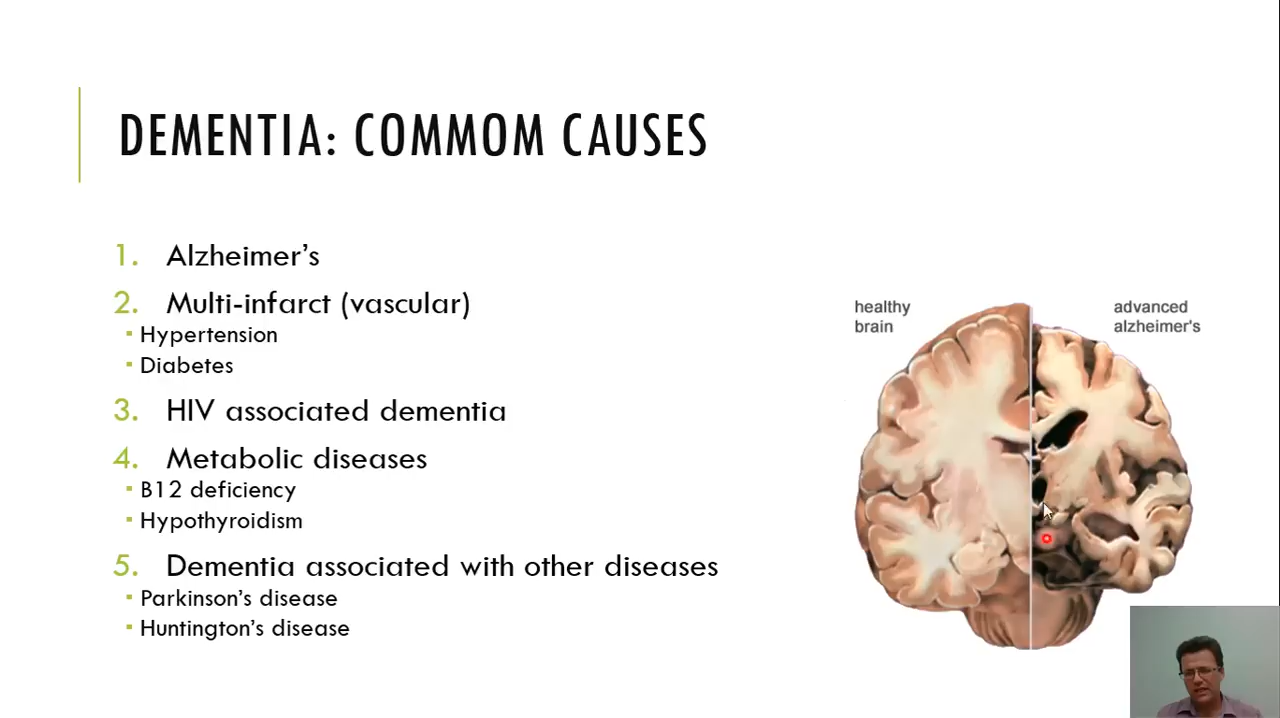 DEMENTIA: COMMOM CAUSES
1. Alzheimer’s
2. Multi-infarct (vascular)
▪ Hypertension
▪ Diabetes
3. HIV associated dementia
4. Metabolic diseases
▪ B12 deficiency
▪ Hypothyroidism
5. Dementia associated with other diseases
▪ Parkinson’s disease
▪ Huntington’s disease
healthy
brain
advanced
alzheimer's